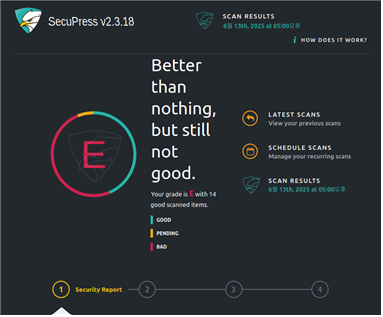 SecuPress v2.3.18
SCAN RESULTS
6월 13th, 2025 at 05:00오후
i HOW DOES IT WORK?
Better
than
nothing,
but still
not
good.
Your grade is E with 14
good scanned items.
GOOD
PENDING
BAD
E
LATEST SCANS
View your previous scans
SCHEDULE SCANS
Manage your recurring scans
SCAN RESULTS
6월 13th, 2025 at 05:00오후
1 Security Report 2 3 4